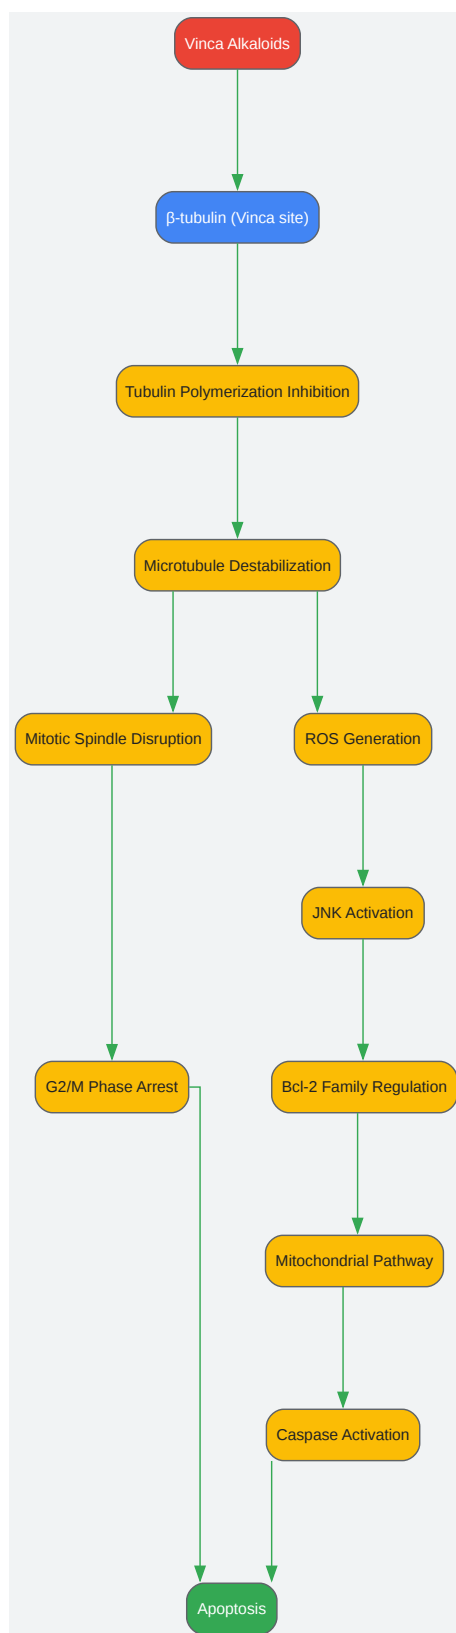 Vinca Alkaloids
β-tubulin (Vinca site)
Tubulin Polymerization Inhibition
Microtubule Destabilization
Mitotic Spindle Disruption
ROS Generation
JNK Activation
G2/M Phase Arrest
Bcl-2 Family Regulation
Mitochondrial Pathway
Caspase Activation
Apoptosis